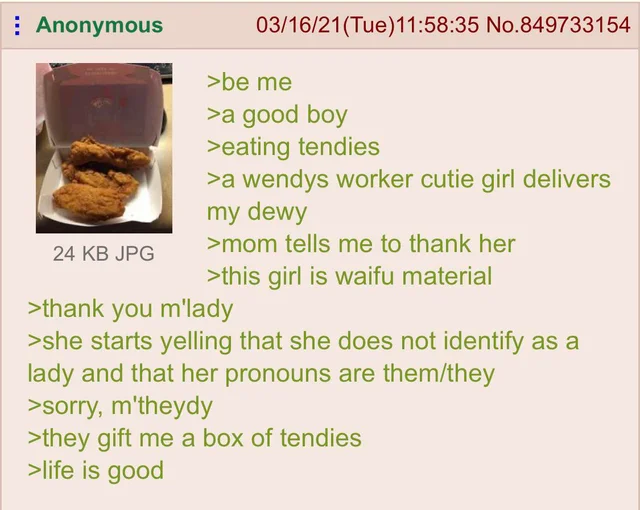 Anonymous 03/16/21(Tue)11:58:35 No.849733154
>be me
>a good boy
>eating tendies
>a wendys worker cutie girl delivers
my dewy
>mom tells me to thank her
24 KB JPG
>this girl is waifu material
>thank you m'lady
>she starts yelling that she does not identify as a
lady and that her pronouns are them/they
>sorry, m'theydy
>they gift me a box of tendies
>life is good